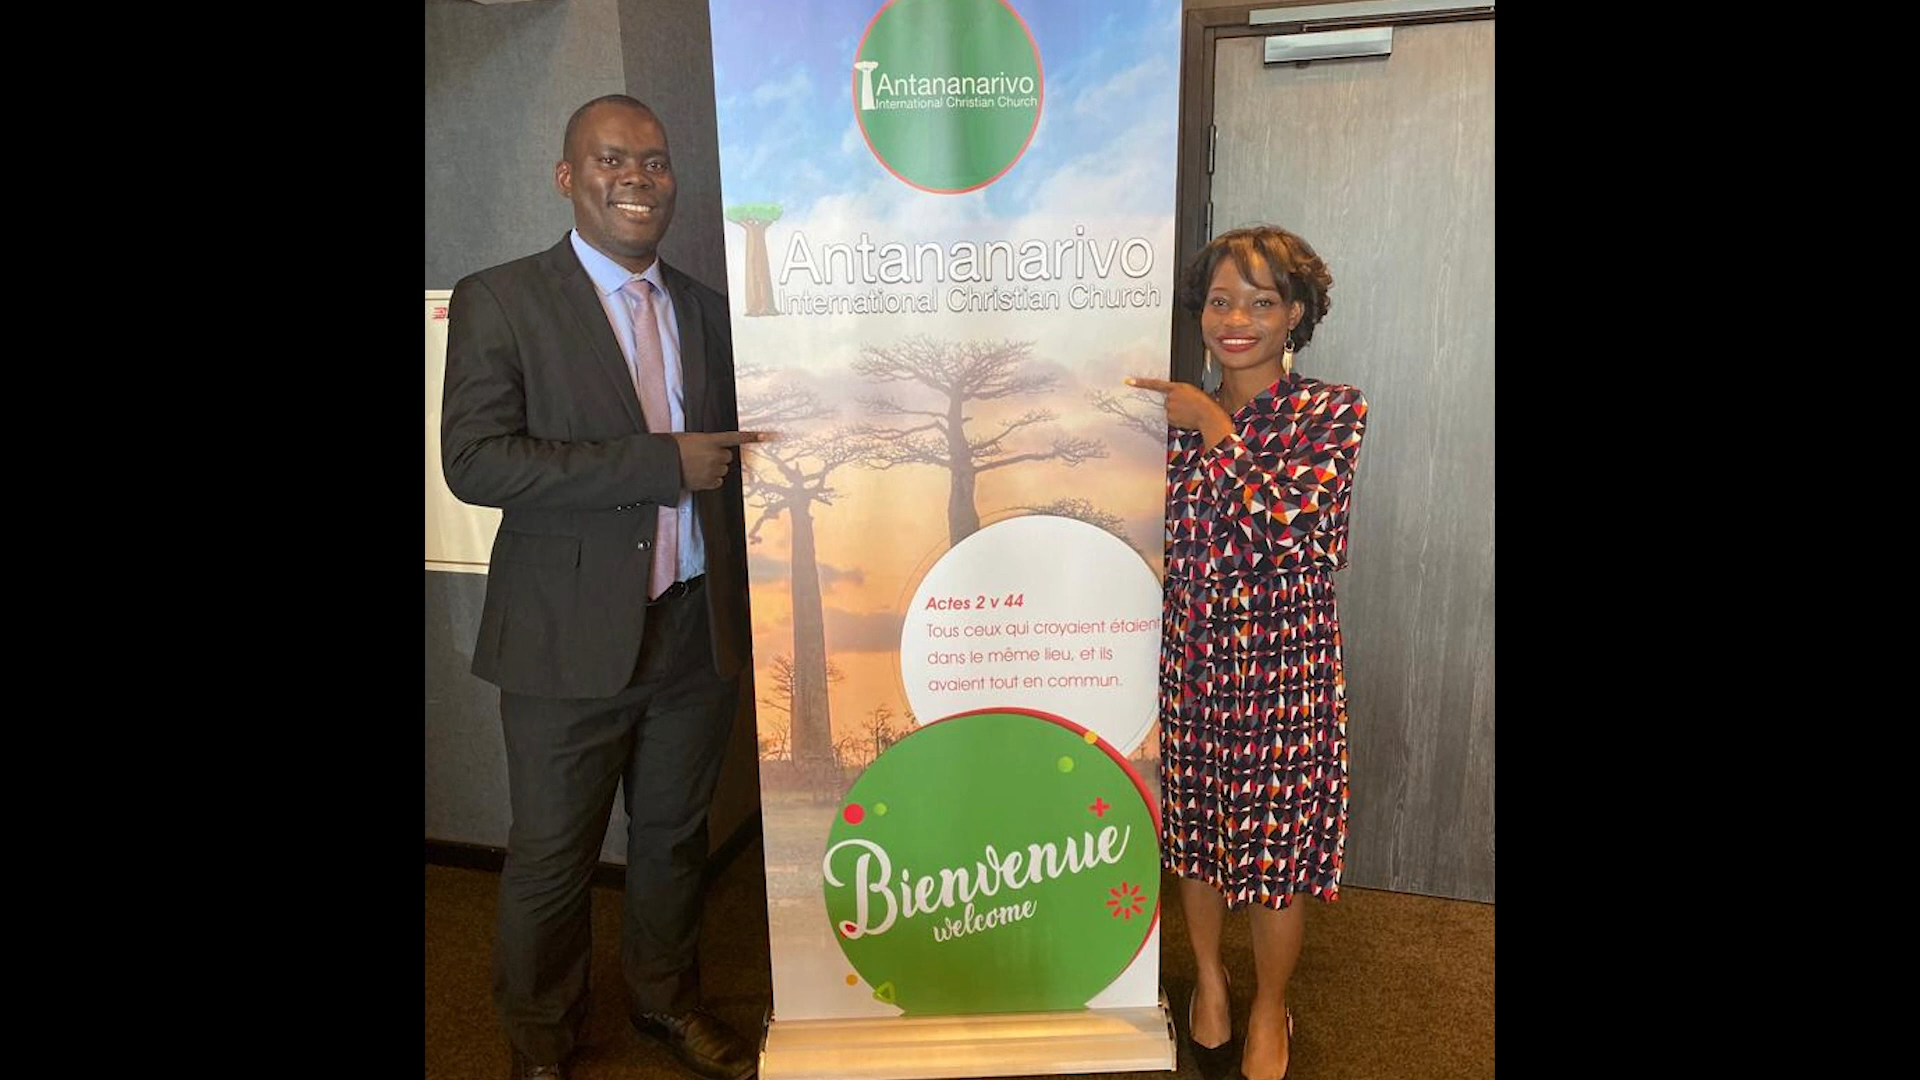 Antananarivo
International Christian Church
Antananarivo
International Christian Church
Actes 2 v 44
Tous ceux qui croyaient étaient
dans le même lieu, et ils
avaient tout en commun.
Bienvenue
welcome